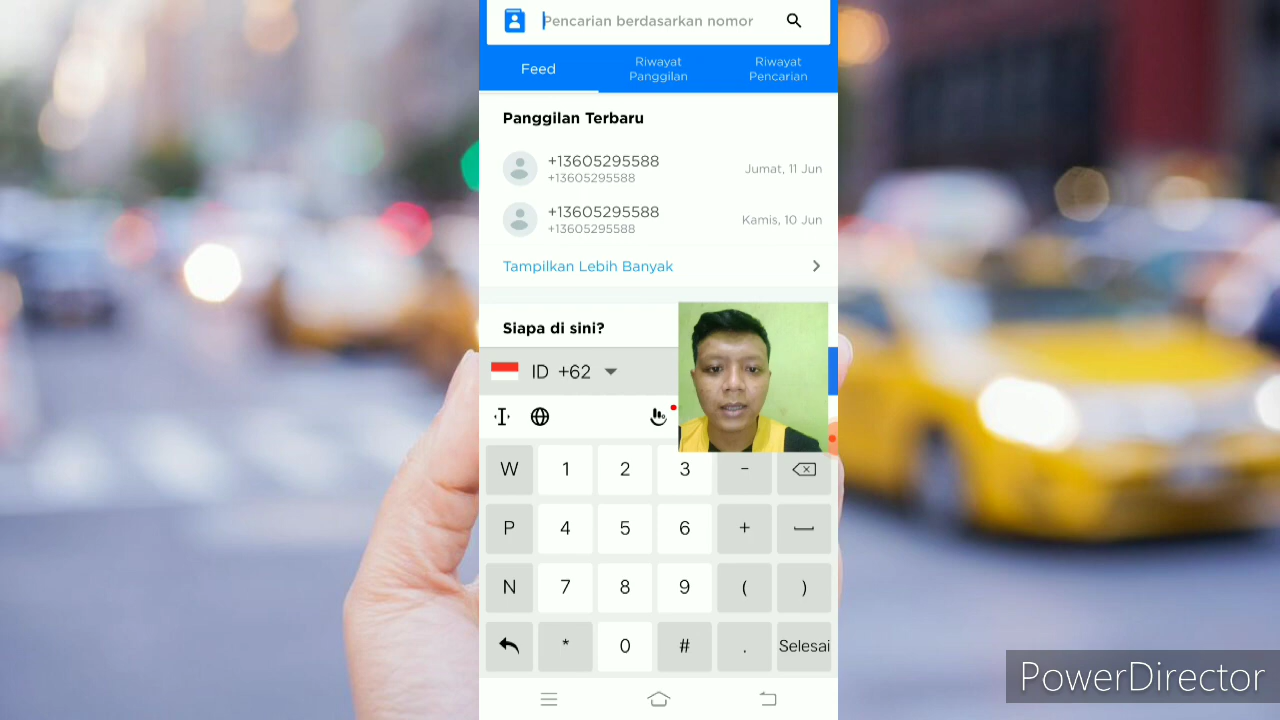 Pencarian berdasarkan nomor
Feed
Riwayat Panggilan
Riwayat Pencarian
Panggilan Terbaru
+13605295588
+13605295588
Jumat, 11 Jun
+13605295588
+13605295588
Kamis, 10 Jun
Tampilkan Lebih Banyak
Siapa di sini?
ID +62
W 1 2 3 -
P 4 5 6 +
N 7 8 9 ( )
* 0 # . Selesai
PowerDirector